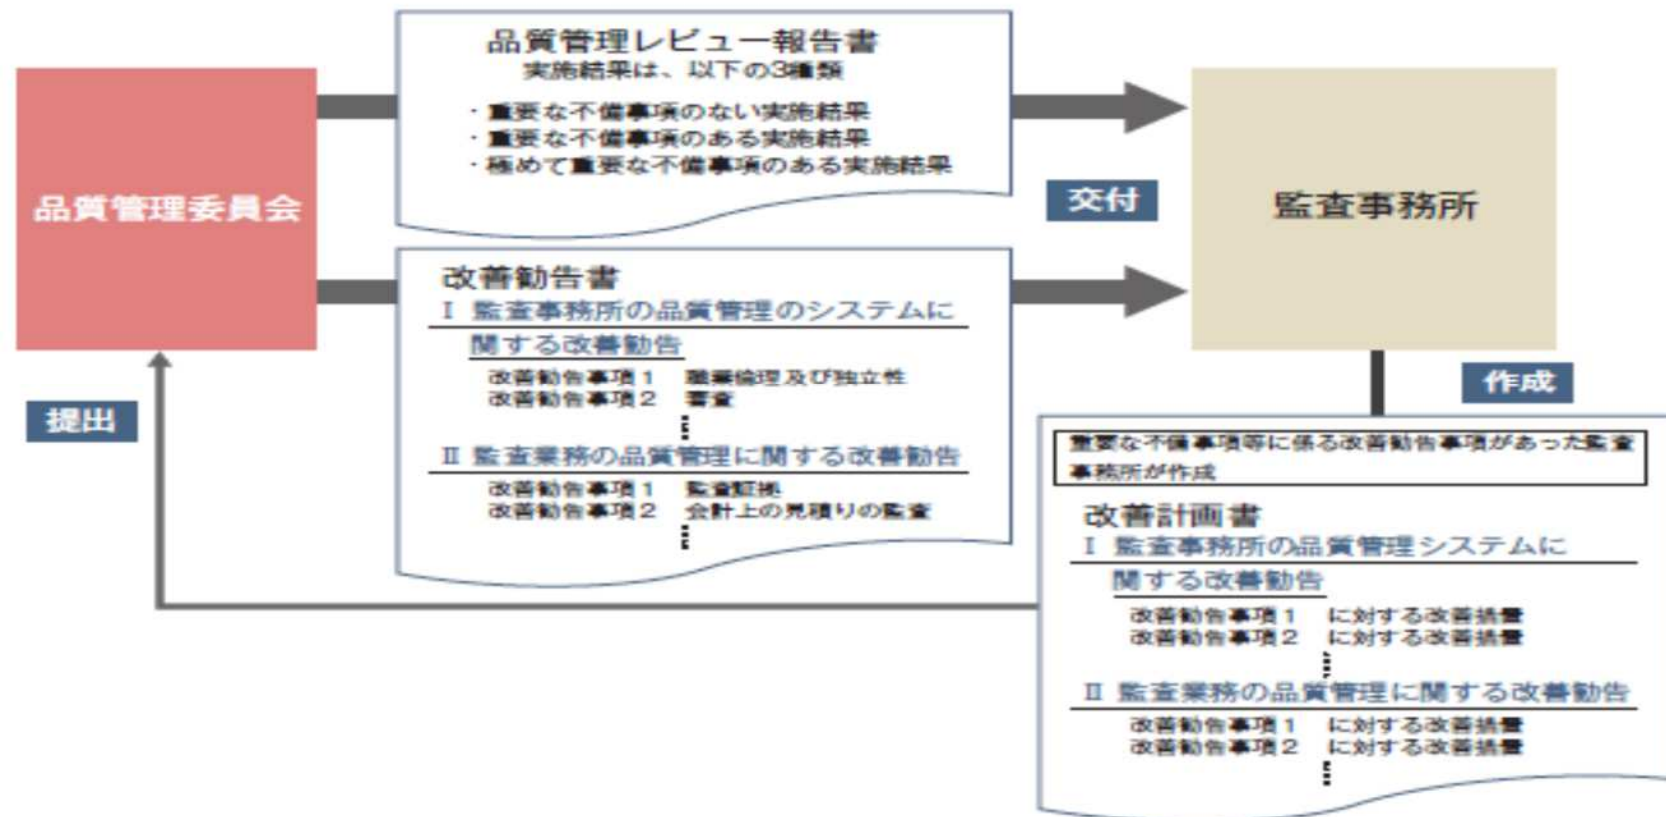 品質管理委員会
品質管理レビュー報告書
実施結果は、以下の3種類
・重要な不備事項のない実施結果
・重要な不備事項のある実施結果
・極めて重要な不備事項のある実施結果
交付
監査事務所
改善勧告書
Ⅰ 監査事務所の品質管理のシステムに
関する改善勧告
改善勧告事項1 職業倫理及び独立性
改善勧告事項2 審査
Ⅱ 監査業務の品質管理に関する改善勧告
改善勧告事項1 監査証拠
改善勧告事項2 会計上の見積りの監査
提出
作成
重要な不備事項等に係る改善勧告事項があった監査
事務所が作成
改善計画書
Ⅰ 監査事務所の品質管理システムに
関する改善勧告
改善勧告事項1 に対する改善措置
改善勧告事項2 に対する改善措置
Ⅱ 監査業務の品質管理に関する改善勧告
改善勧告事項1 に対する改善措置
改善勧告事項2 に対する改善措置